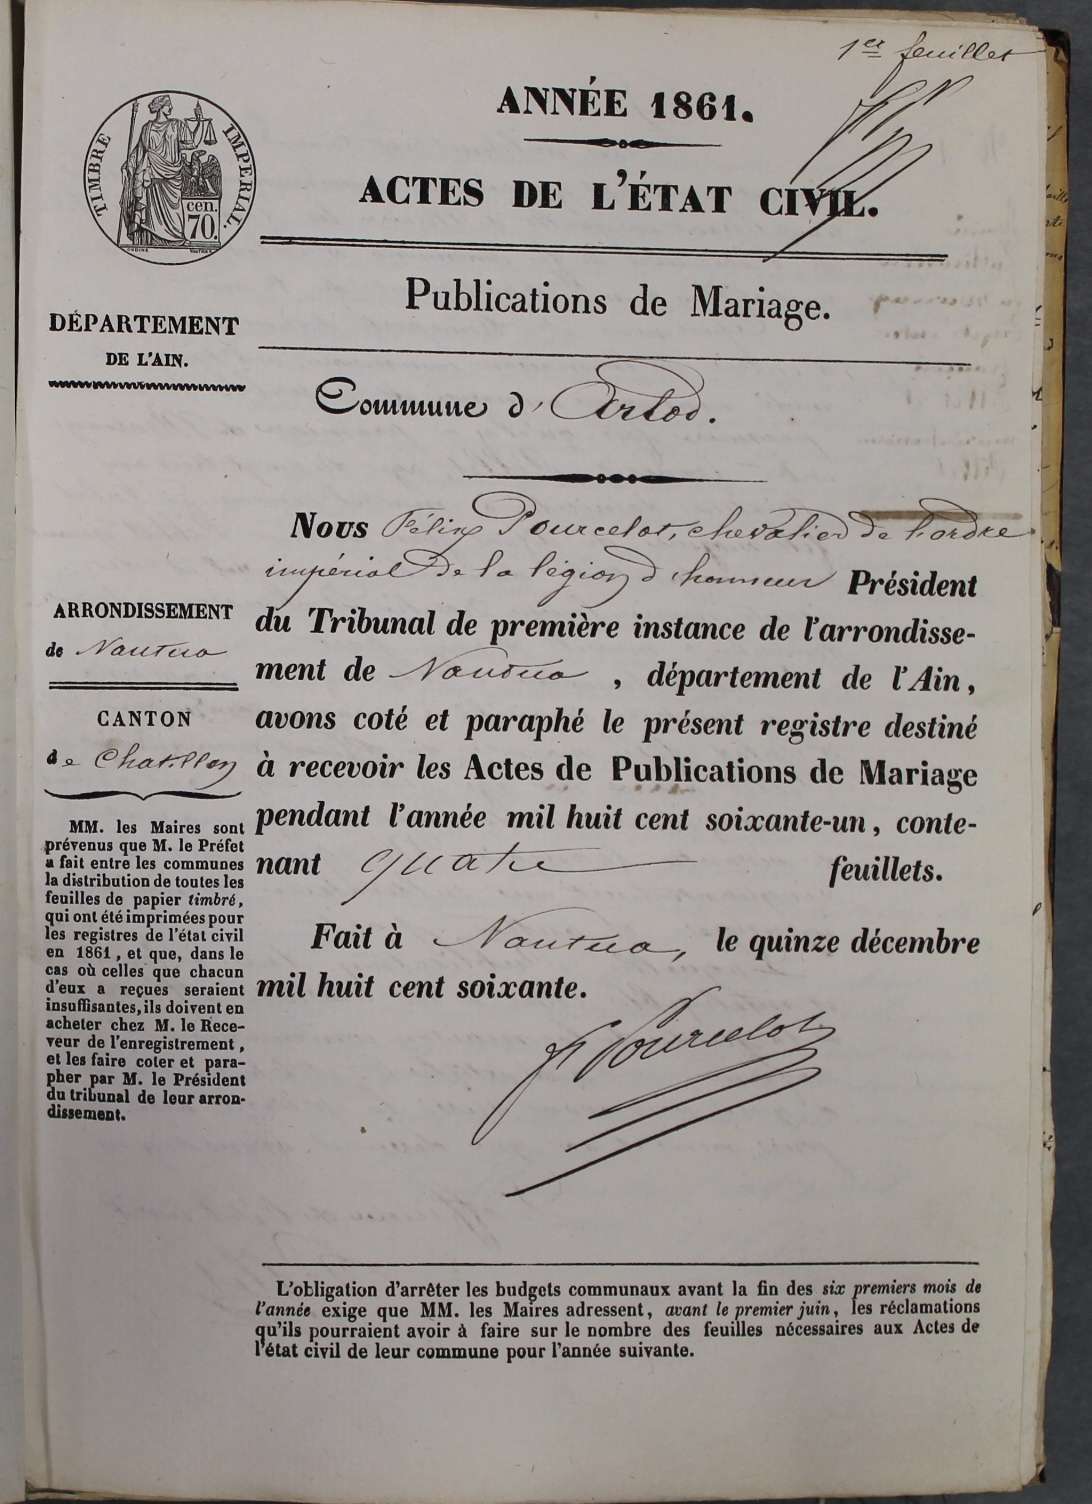 1er feuillet
ANNÉE 1861.
ACTES DE L'ÉTAT CIVIL.
TIMBRE IMPERIAL.
cen.
70.
Publications de Mariage.
DÉPARTEMENT
DE L'AIN.
Commune d'Arlod.
Nous Félix Pourcelot, chevalier de l'ordre
impérial de la légion d'honneur Président
du Tribunal de première instance de l'arrondisse-
ment de Nantua, département de l'Ain,
avons coté et paraphé le présent registre destiné
à recevoir les Actes de Publications de Mariage
pendant l'année mil huit cent soixante-un, conte-
nant quatre feuillets.
Fait à Nantua, le quinze décembre
mil huit cent soixante.
F Pourcelot
ARRONDISSEMENT
de Nantua
CANTON
de Chatillon
MM. les Maires sont
prévenus que M. le Préfet
a fait entre les communes
la distribution de toutes les
feuilles de papier timbré,
qui ont été imprimées pour
les registres de l'état civil
en 1861, et que, dans le
cas où celles que chacun
d'eux a reçues seraient
insuffisantes, ils doivent en
acheter chez M. le Rece-
veur de l'enregistrement,
et les faire coter et para-
pher par M. le Président
du tribunal de leur arron-
dissement.
L'obligation d'arrêter les budgets communaux avant la fin des six premiers mois de
l'année exige que MM. les Maires adressent, avant le premier juin, les réclamations
qu'ils pourraient avoir à faire sur le nombre des feuilles nécessaires aux Actes de
l'état civil de leur commune pour l'année suivante.